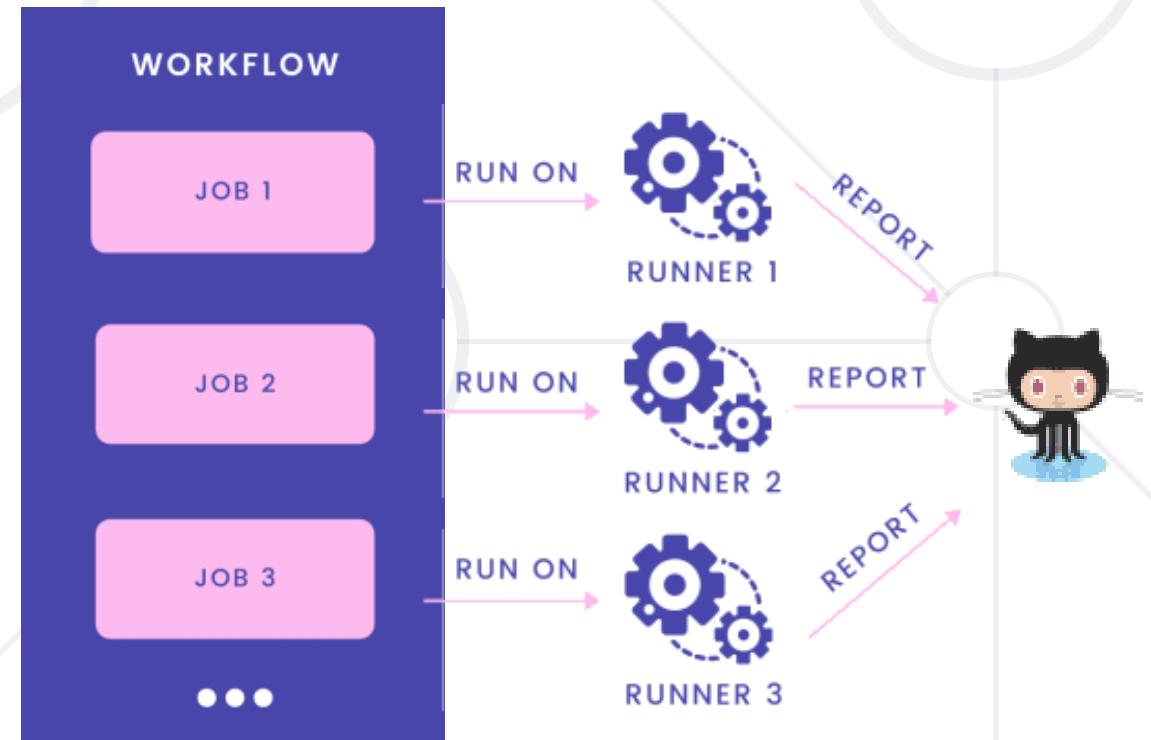 WORKFLOW
JOB 1
RUN ON
RUNNER 1
REPORT
JOB 2
RUN ON
RUNNER 2
REPORT
JOB 3
RUN ON
RUNNER 3
REPORT